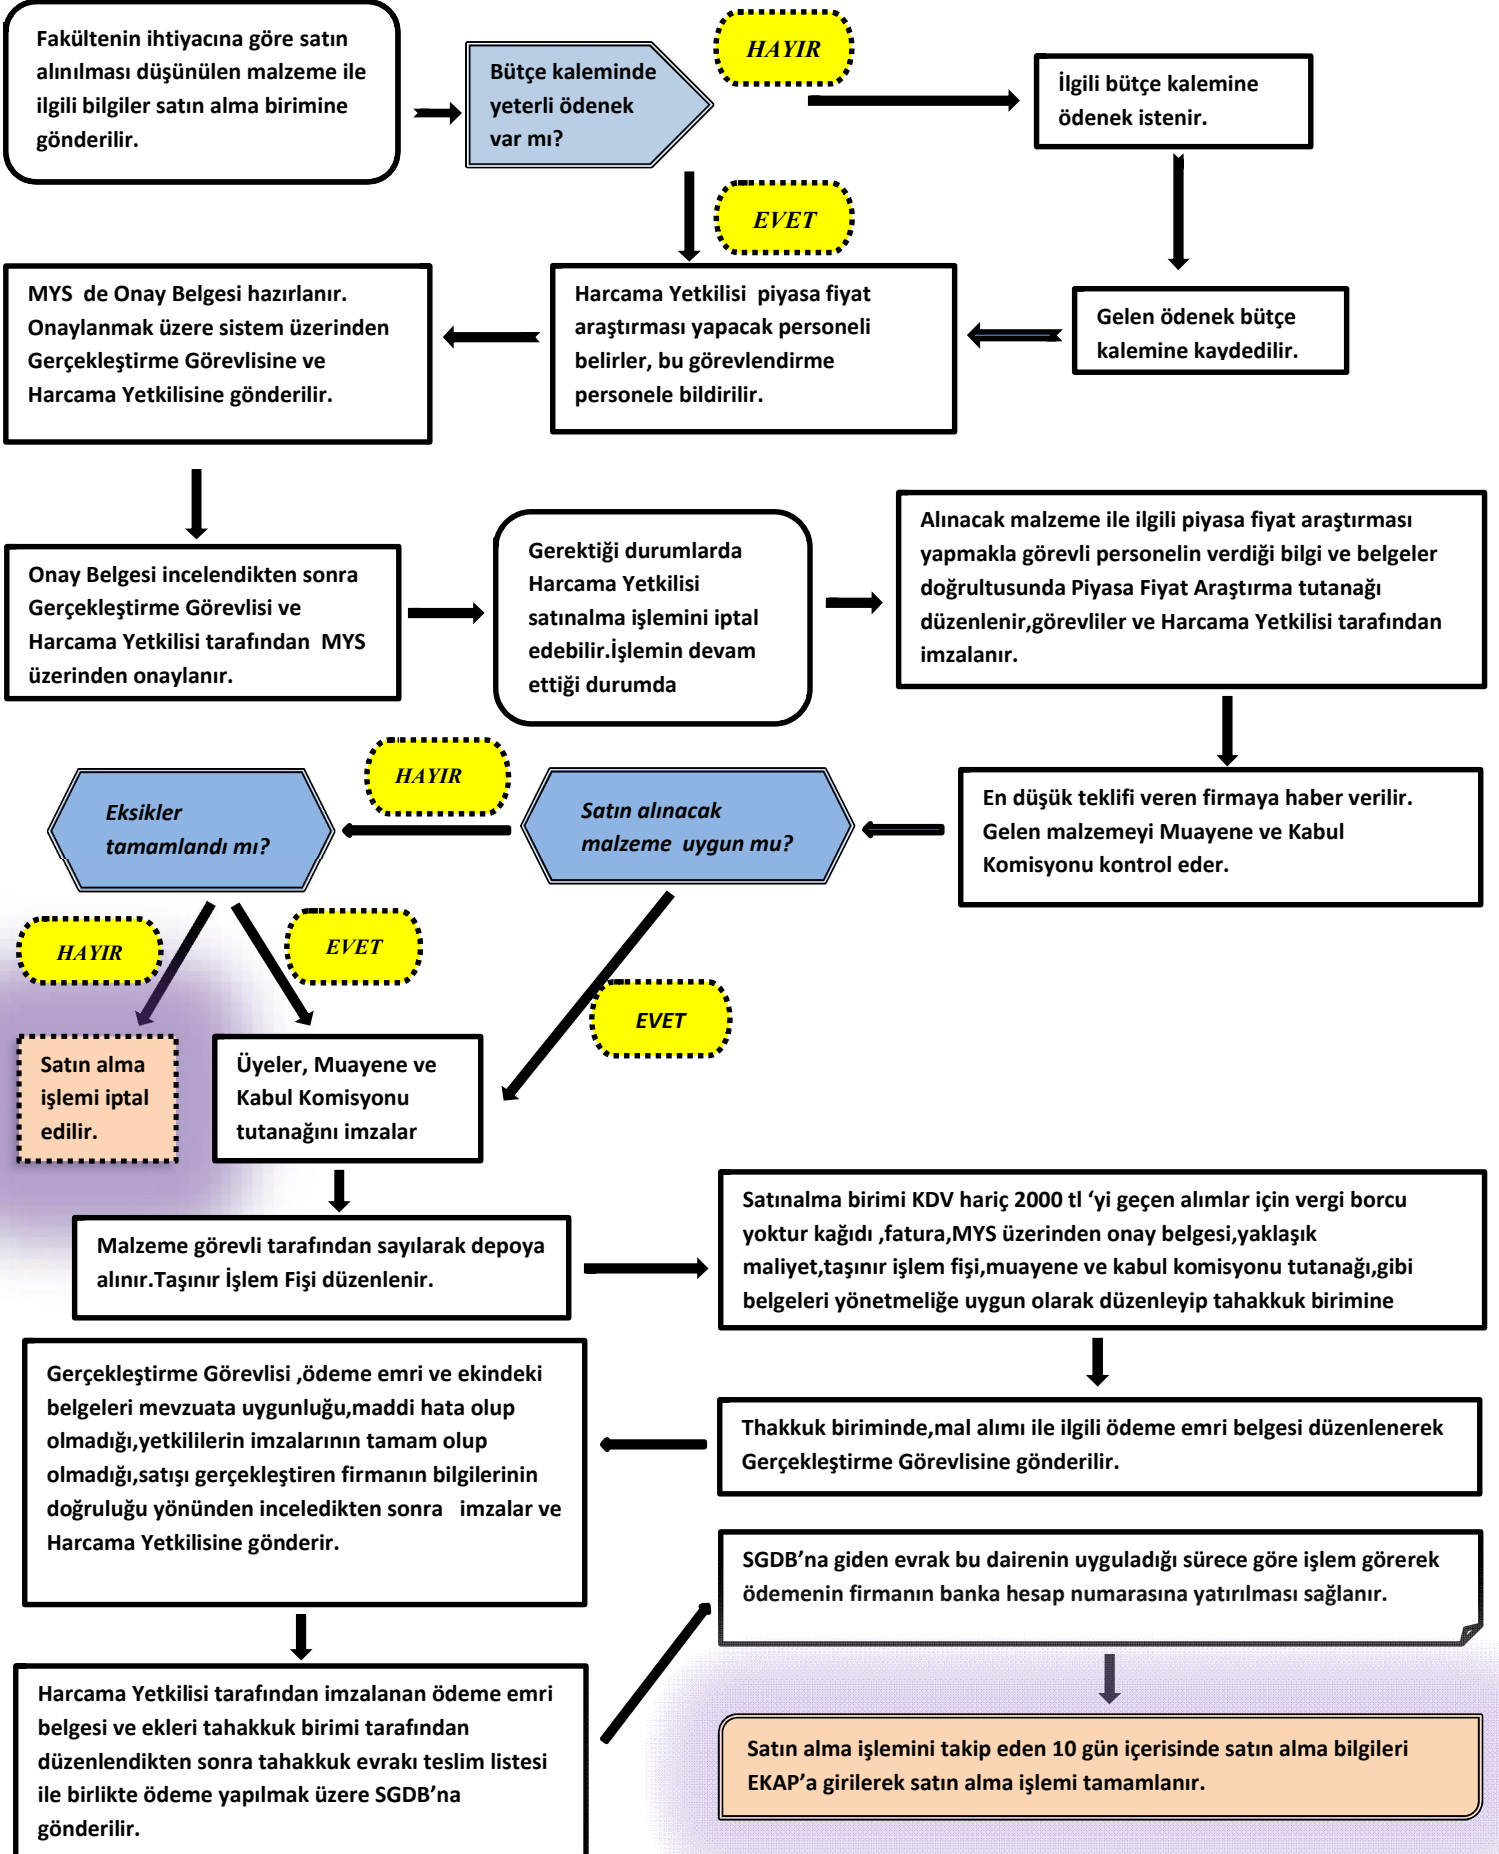 Fakültenin ihtiyacına göre satın
alınılması düşünülen malzeme ile
ilgili bilgiler satın alma birimine
gönderilir.
Bütçe kaleminde
yeterli ödenek
var mı?
HAYIR
İlgili bütçe kalemine
ödenek istenir.
EVET
MYS de Onay Belgesi hazırlanır.
Onaylanmak üzere sistem üzerinden
Gerçekleştirme Görevlisine ve
Harcama Yetkilisine gönderilir.
Harcama Yetkilisi piyasa fiyat
araştırması yapacak personeli
belirler, bu görevlendirme
personele bildirilir.
Gelen ödenek bütçe
kalemine kaydedilir.
Onay Belgesi incelendikten sonra
Gerçekleştirme Görevlisi ve
Harcama Yetkilisi tarafından MYS
üzerinden onaylanır.
Gerektiği durumlarda
Harcama Yetkilisi
satınalma işlemini iptal
edebilir.İşlemin devam
ettiği durumda
Alınacak malzeme ile ilgili piyasa fiyat araştırması
yapmakla görevli personelin verdiği bilgi ve belgeler
doğrultusunda Piyasa Fiyat Araştırma tutanağı
düzenlenir,görevliler ve Harcama Yetkilisi tarafından
imzalanır.
Eksikler
tamamlandı mı?
HAYIR
Satın alınacak
malzeme uygun mu?
En düşük teklifi veren firmaya haber verilir.
Gelen malzemeyi Muayene ve Kabul
Komisyonu kontrol eder.
HAYIR
EVET
EVET
Satın alma
işlemi iptal
edilir.
Üyeler, Muayene ve
Kabul Komisyonu
tutanağını imzalar
Malzeme görevli tarafından sayılarak depoya
alınır.Taşınır İşlem Fişi düzenlenir.
Satınalma birimi KDV hariç 2000 tl ‘yi geçen alımlar için vergi borcu
yoktur kağıdı ,fatura,MYS üzerinden onay belgesi,yaklaşık
maliyet,taşınır işlem fişi,muayene ve kabul komisyonu tutanağı,gibi
belgeleri yönetmeliğe uygun olarak düzenleyip tahakkuk birimine
Gerçekleştirme Görevlisi ,ödeme emri ve ekindeki
belgeleri mevzuata uygunluğu,maddi hata olup
olmadığı,yetkililerin imzalarının tamam olup
olmadığı,satışı gerçekleştiren firmanın bilgilerinin
doğruluğu yönünden inceledikten sonra imzalar ve
Harcama Yetkilisine gönderir.
Thakkuk biriminde,mal alımı ile ilgili ödeme emri belgesi düzenlenerek
Gerçekleştirme Görevlisine gönderilir.
SGDB’na giden evrak bu dairenin uyguladığı sürece göre işlem görerek
ödemenin firmanın banka hesap numarasına yatırılması sağlanır.
Harcama Yetkilisi tarafından imzalanan ödeme emri
belgesi ve ekleri tahakkuk birimi tarafından
düzenlendikten sonra tahakkuk evrakı teslim listesi
ile birlikte ödeme yapılmak üzere SGDB’na
gönderilir.
Satın alma işlemini takip eden 10 gün içerisinde satın alma bilgileri
EKAP’a girilerek satın alma işlemi tamamlanır.